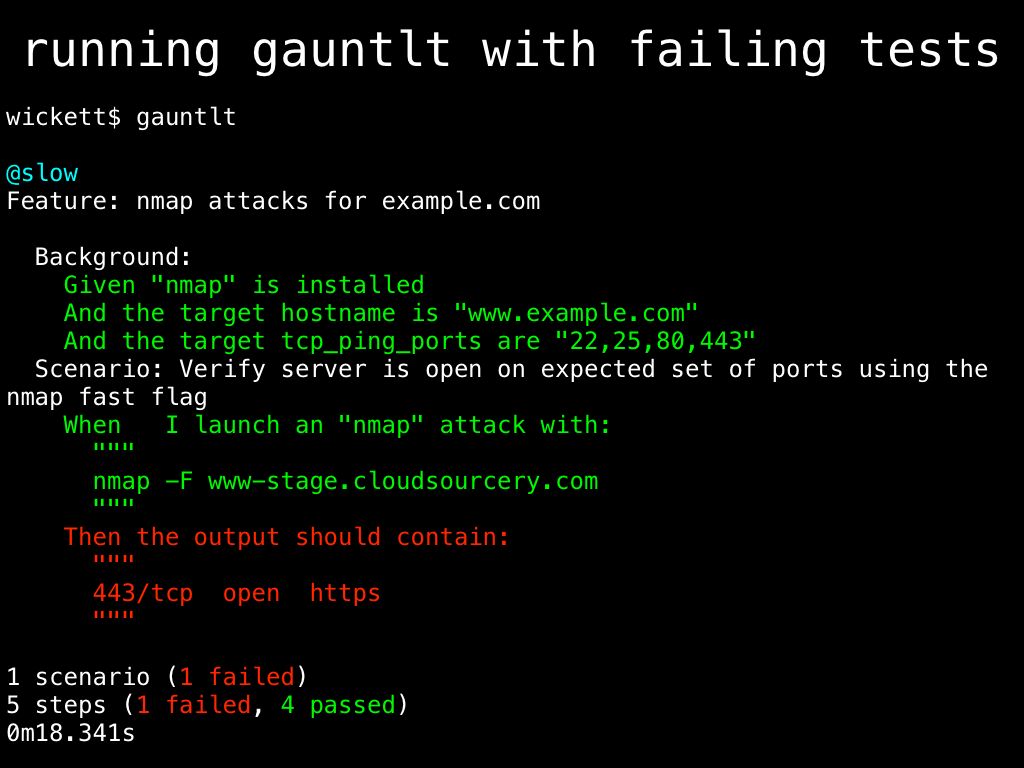 running gauntlt with failing tests
wickett$ gauntlt
@slow
Feature: nmap attacks for example.com
Background:
Given "nmap" is installed
And the target hostname is "www.example.com"
And the target tcp_ping_ports are "22,25,80,443"
Scenario: Verify server is open on expected set of ports using the
nmap fast flag
When   I launch an "nmap" attack with:
"""
nmap -F www-stage.cloudsourcery.com
"""
Then the output should contain:
"""
443/tcp  open  https
"""
1 scenario (1 failed)
5 steps (1 failed, 4 passed)
0m18.341s